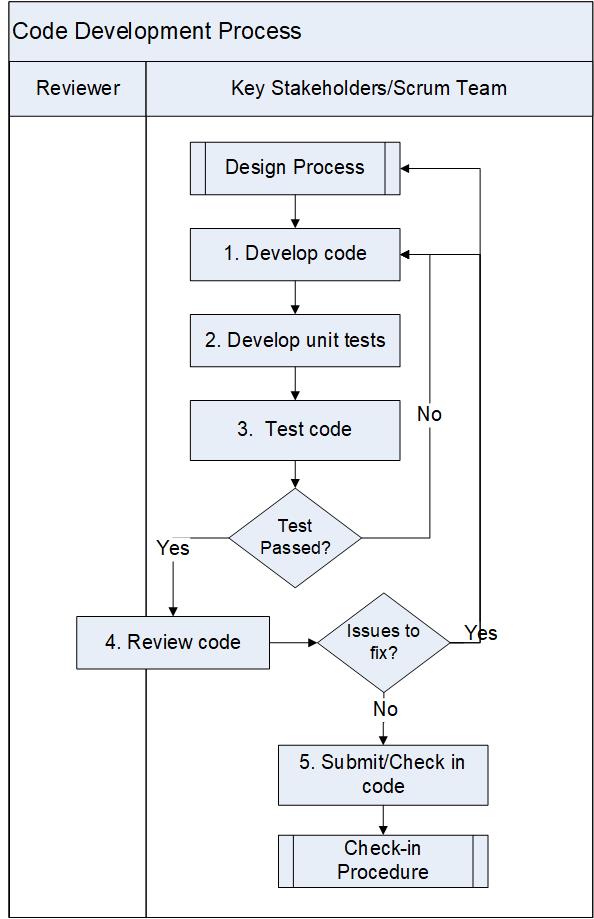 Code Development Process
Reviewer
Key Stakeholders/Scrum Team
Design Process
1. Develop code
2. Develop unit tests
3. Test code
No
Test
Passed?
Yes
4. Review code
Issues to
fix?
Yes
No
5. Submit/Check in
code
Check-in
Procedure